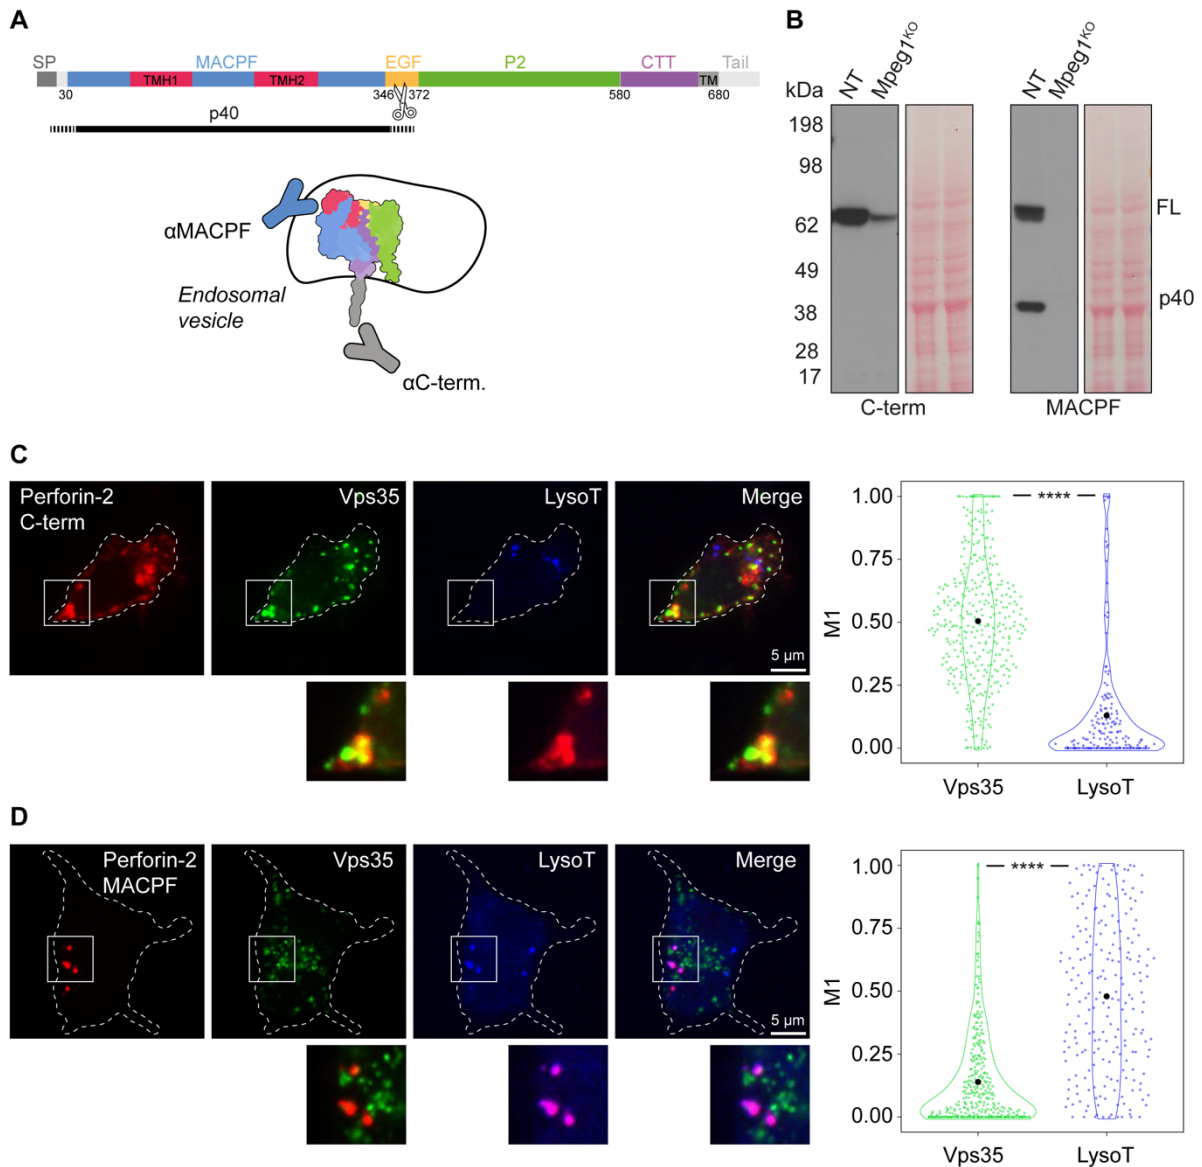 A
SP MACPF EGF P2 CTT Tail
TMH1 TMH2 TM
30 346 372 580 680
p40
αMACPF
Endosomal
vesicle
αC-term.
B
NT Mpeg1KO NT Mpeg1KO
kDa
198
98
62
49
38
28
17
FL
p40
C-term MACPF
C
Perforin-2
C-term
Vps35
LysoT
Merge
5 µm
M1
1.00
0.75
0.50
0.25
0.00
****
Vps35 LysoT
D
Perforin-2
MACPF
Vps35
LysoT
Merge
5 µm
M1
1.00
0.75
0.50
0.25
0.00
****
Vps35 LysoT